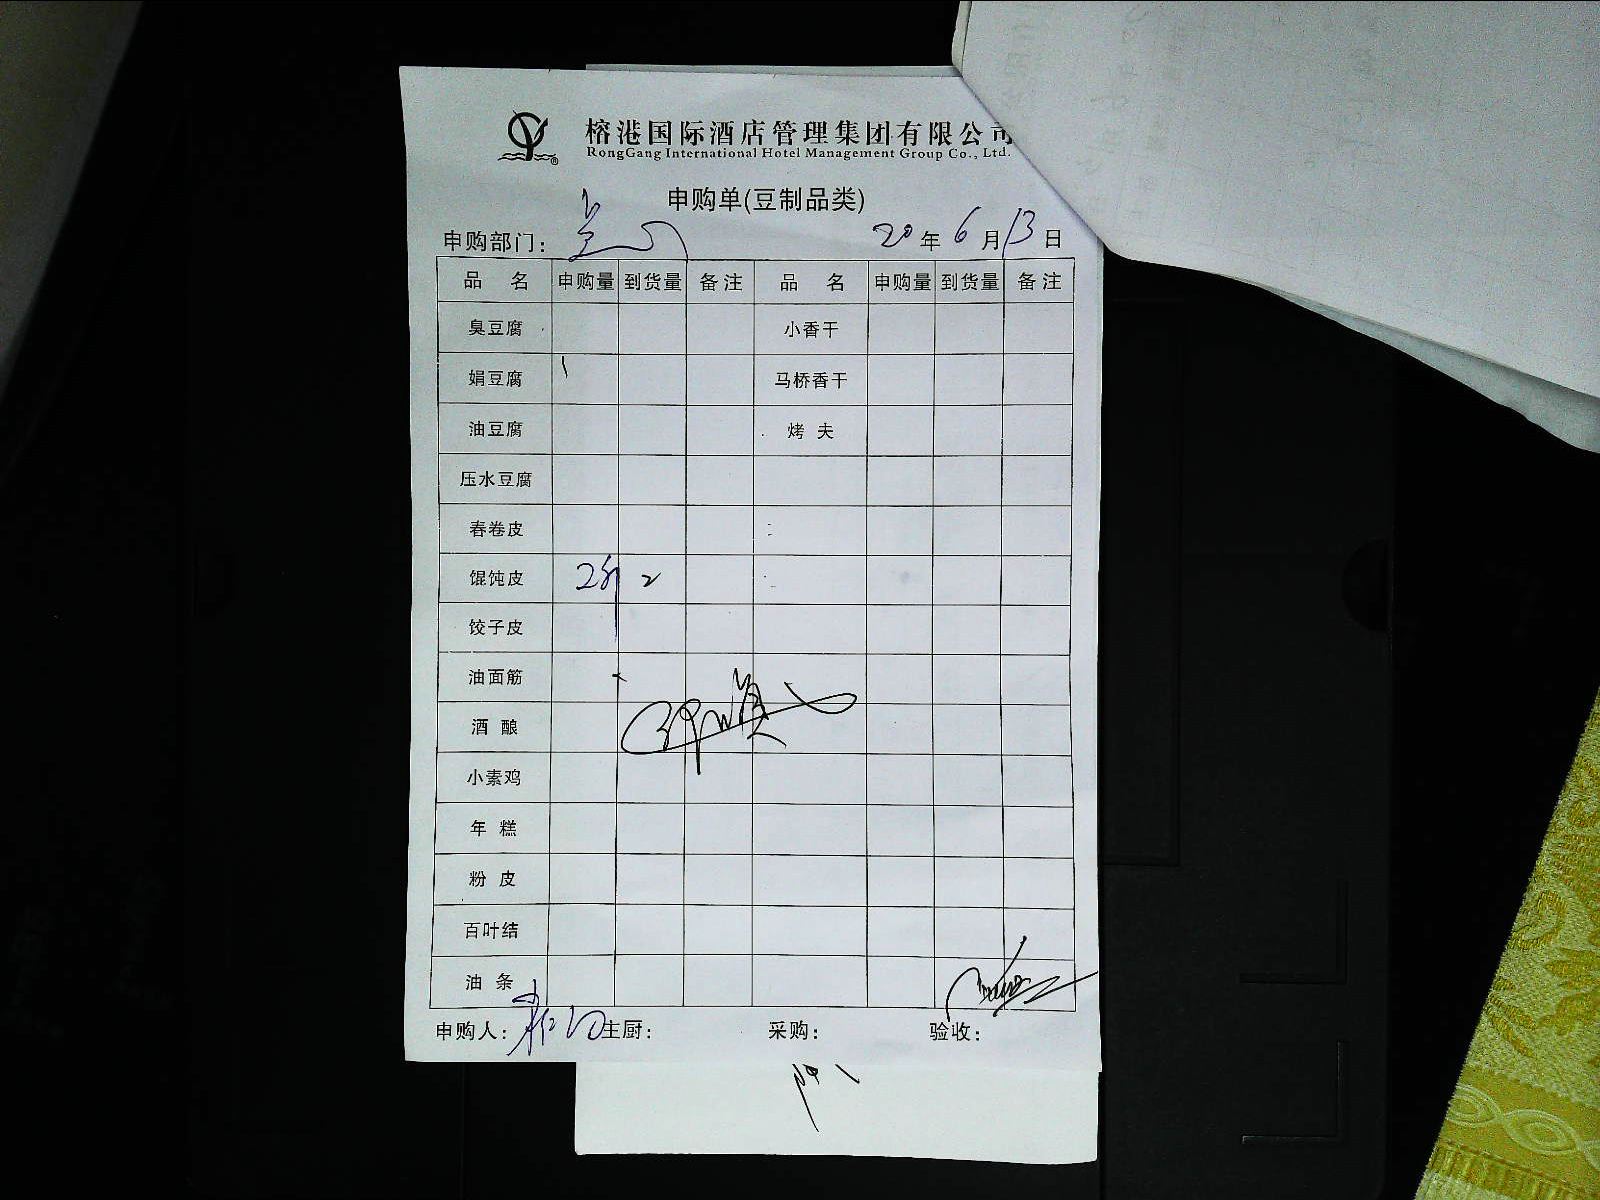 榕港国际酒店管理集团有限公司
RongGang International Hotel Management Group Co., Ltd.
®
申购单(豆制品类)
申购部门: 20年6月13日
品名 申购量 到货量 备注 品名 申购量 到货量 备注
臭豆腐 小香干
娟豆腐 马桥香干
油豆腐 烤夫
压水豆腐
春卷皮
馄饨皮 2斤 2
饺子皮
油面筋
酒酿
小素鸡
年糕
粉皮
百叶结
油条
申购人: 主厨: 采购: 验收: